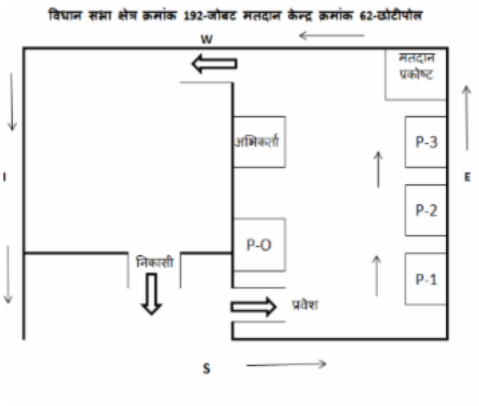 विधान सभा क्षेत्र क्रमांक 192-जोबट मतदान केन्द्र क्रमांक 62-छोटीपोल
W
मतदान
प्रकोष्ट
अभिकर्ता
P-3
I
E
P-2
P-O
निकासी
P-1
प्रवेश
S